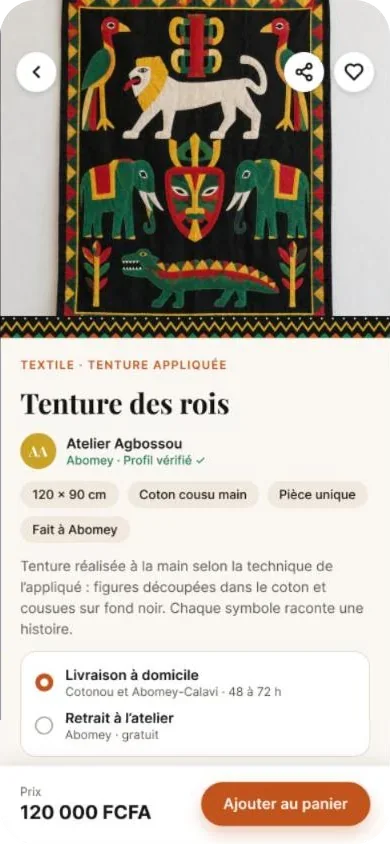 TEXTILE · TENTURE APPLIQUÉE
Tenture des rois
AA
Atelier Agbossou
Abomey · Profil vérifié ✓
120 × 90 cm
Coton cousu main
Pièce unique
Fait à Abomey
Tenture réalisée à la main selon la technique de
l’appliqué : figures découpées dans le coton et
cousues sur fond noir. Chaque symbole raconte une
histoire.
Livraison à domicile
Cotonou et Abomey-Calavi · 48 à 72 h
Retrait à l’atelier
Abomey · gratuit
Prix
120 000 FCFA
Ajouter au panier